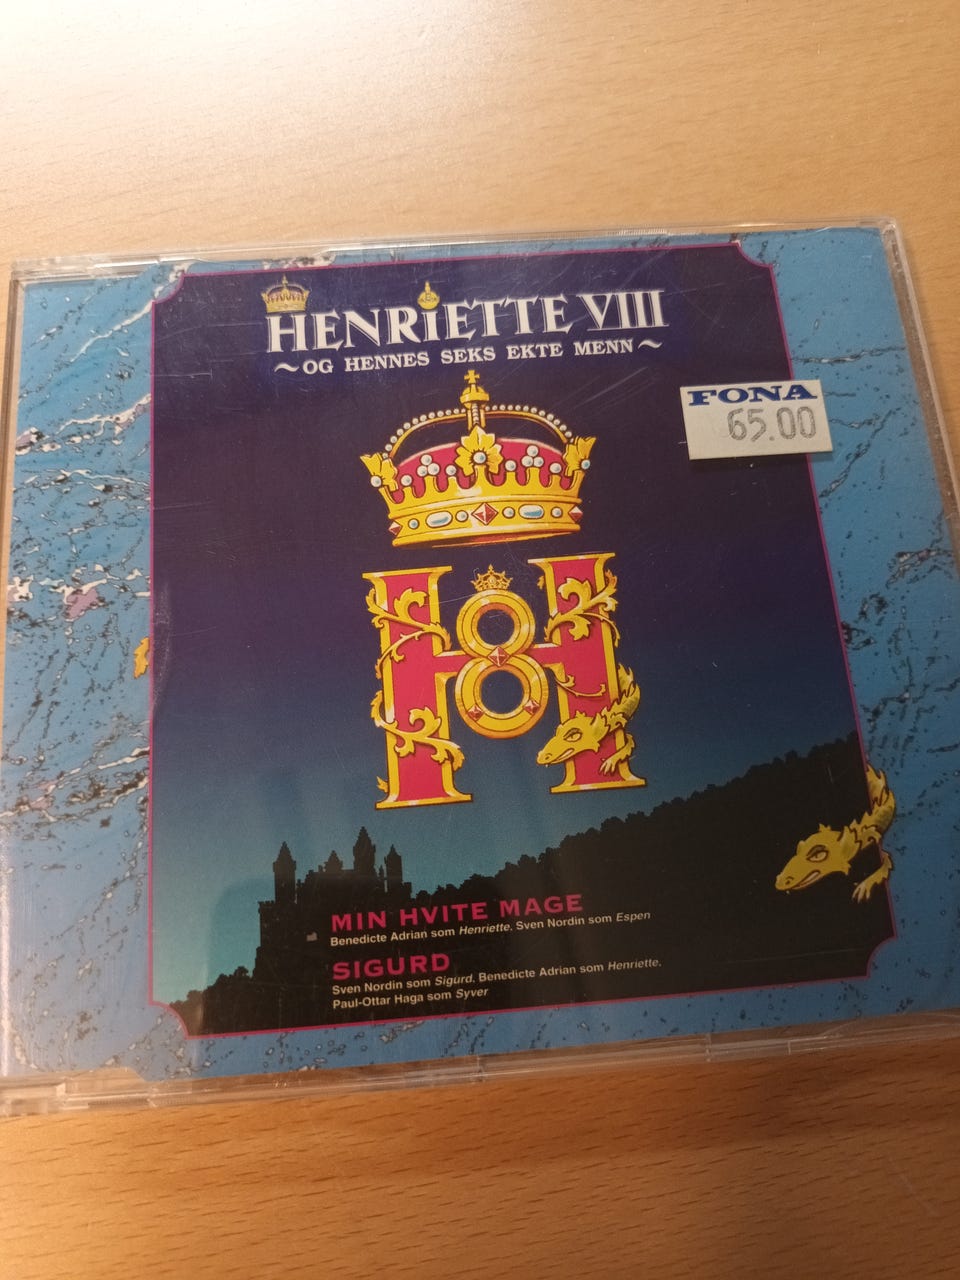 HENRIETTE VIII
~OG HENNES SEKS EKTE MENN~
FONA
65.00
H
8
MIN HVITE MAGE
Benedicte Adrian som Henriette. Sven Nordin som Espen
SIGURD
Sven Nordin som Sigurd. Benedicte Adrian som Henriette.
Paul-Ottar Haga som Syver